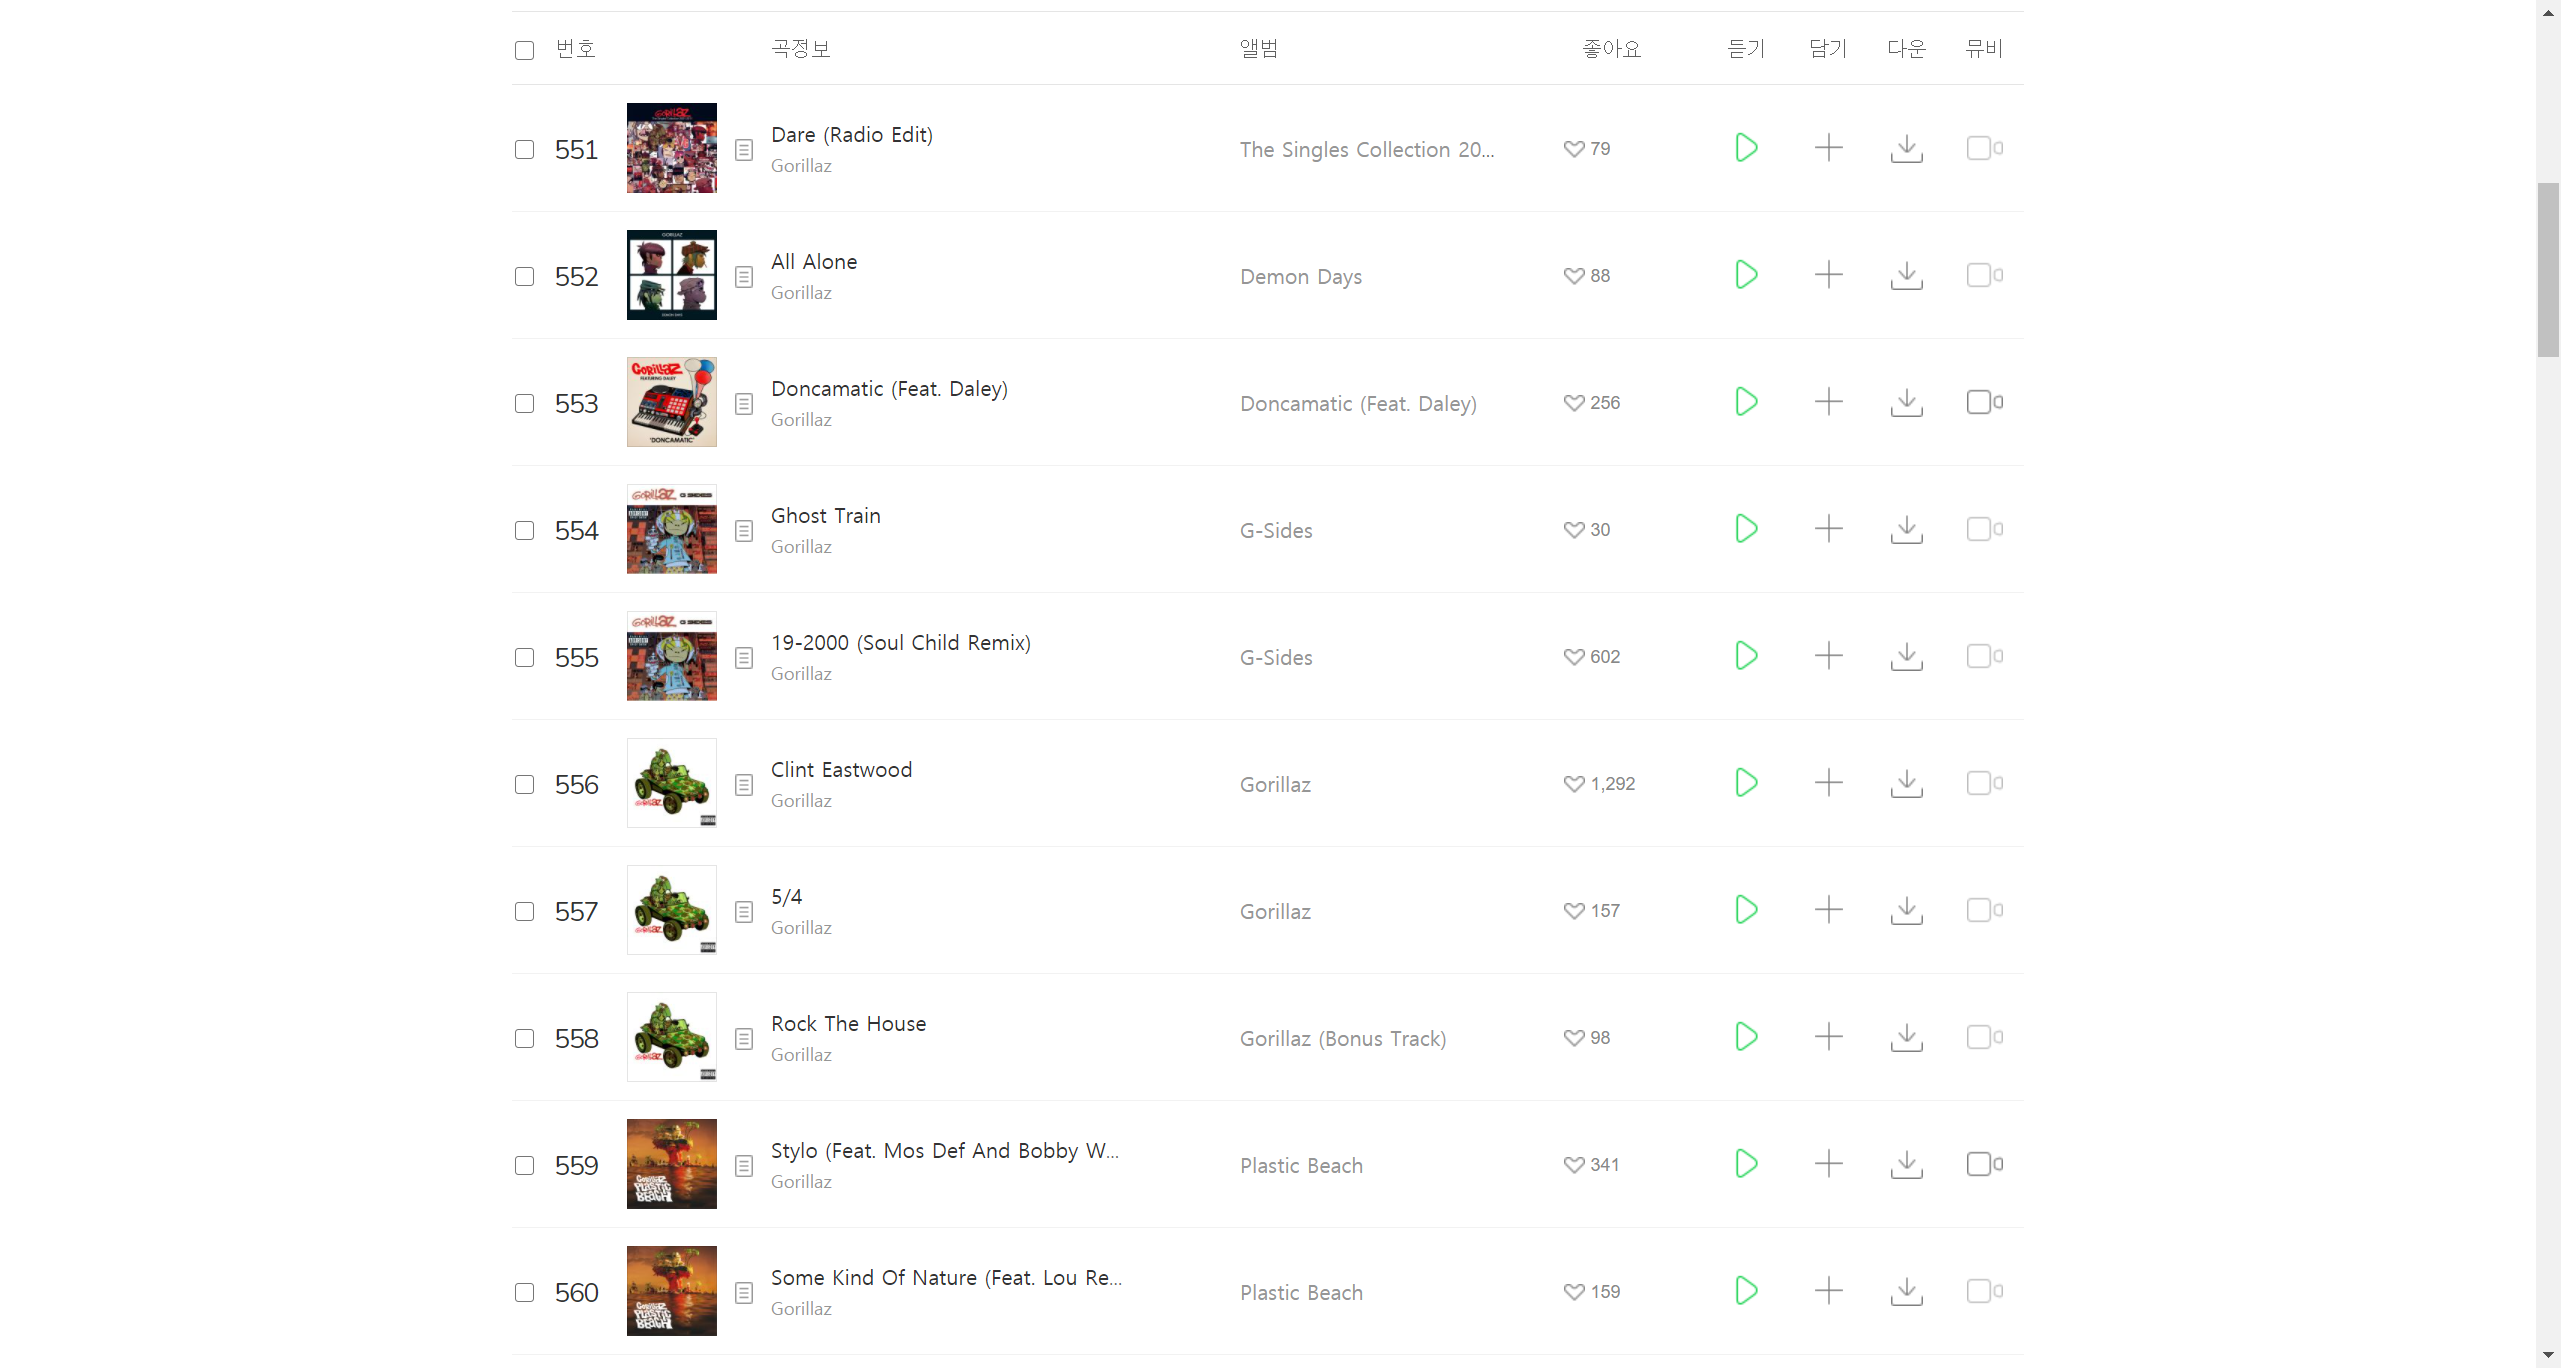 번호 곡정보 앨범 좋아요 듣기 담기 다운 뮤비
551 Dare (Radio Edit) The Singles Collection 20... 79
Gorillaz
552 All Alone Demon Days 88
Gorillaz
553 Doncamatic (Feat. Daley) Doncamatic (Feat. Daley) 256
Gorillaz
554 Ghost Train G-Sides 30
Gorillaz
555 19-2000 (Soul Child Remix) G-Sides 602
Gorillaz
556 Clint Eastwood Gorillaz 1,292
Gorillaz
557 5/4 Gorillaz 157
Gorillaz
558 Rock The House Gorillaz (Bonus Track) 98
Gorillaz
559 Stylo (Feat. Mos Def And Bobby W... Plastic Beach 341
Gorillaz
560 Some Kind Of Nature (Feat. Lou Re... Plastic Beach 159
Gorillaz